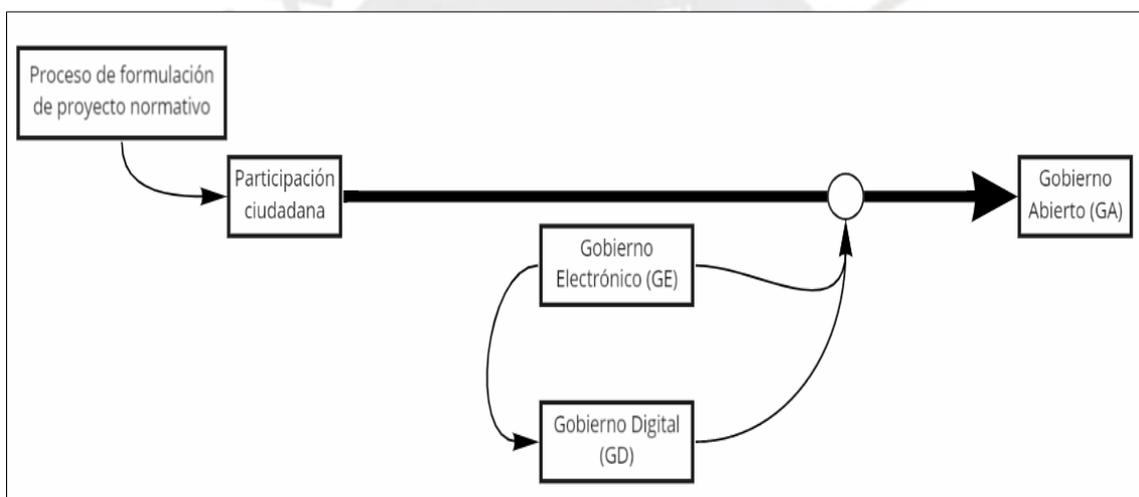 Proceso de formulación
de proyecto normativo
Participación
ciudadana
Gobierno
Abierto (GA)
Gobierno
Electrónico (GE)
Gobierno Digital
(GD)